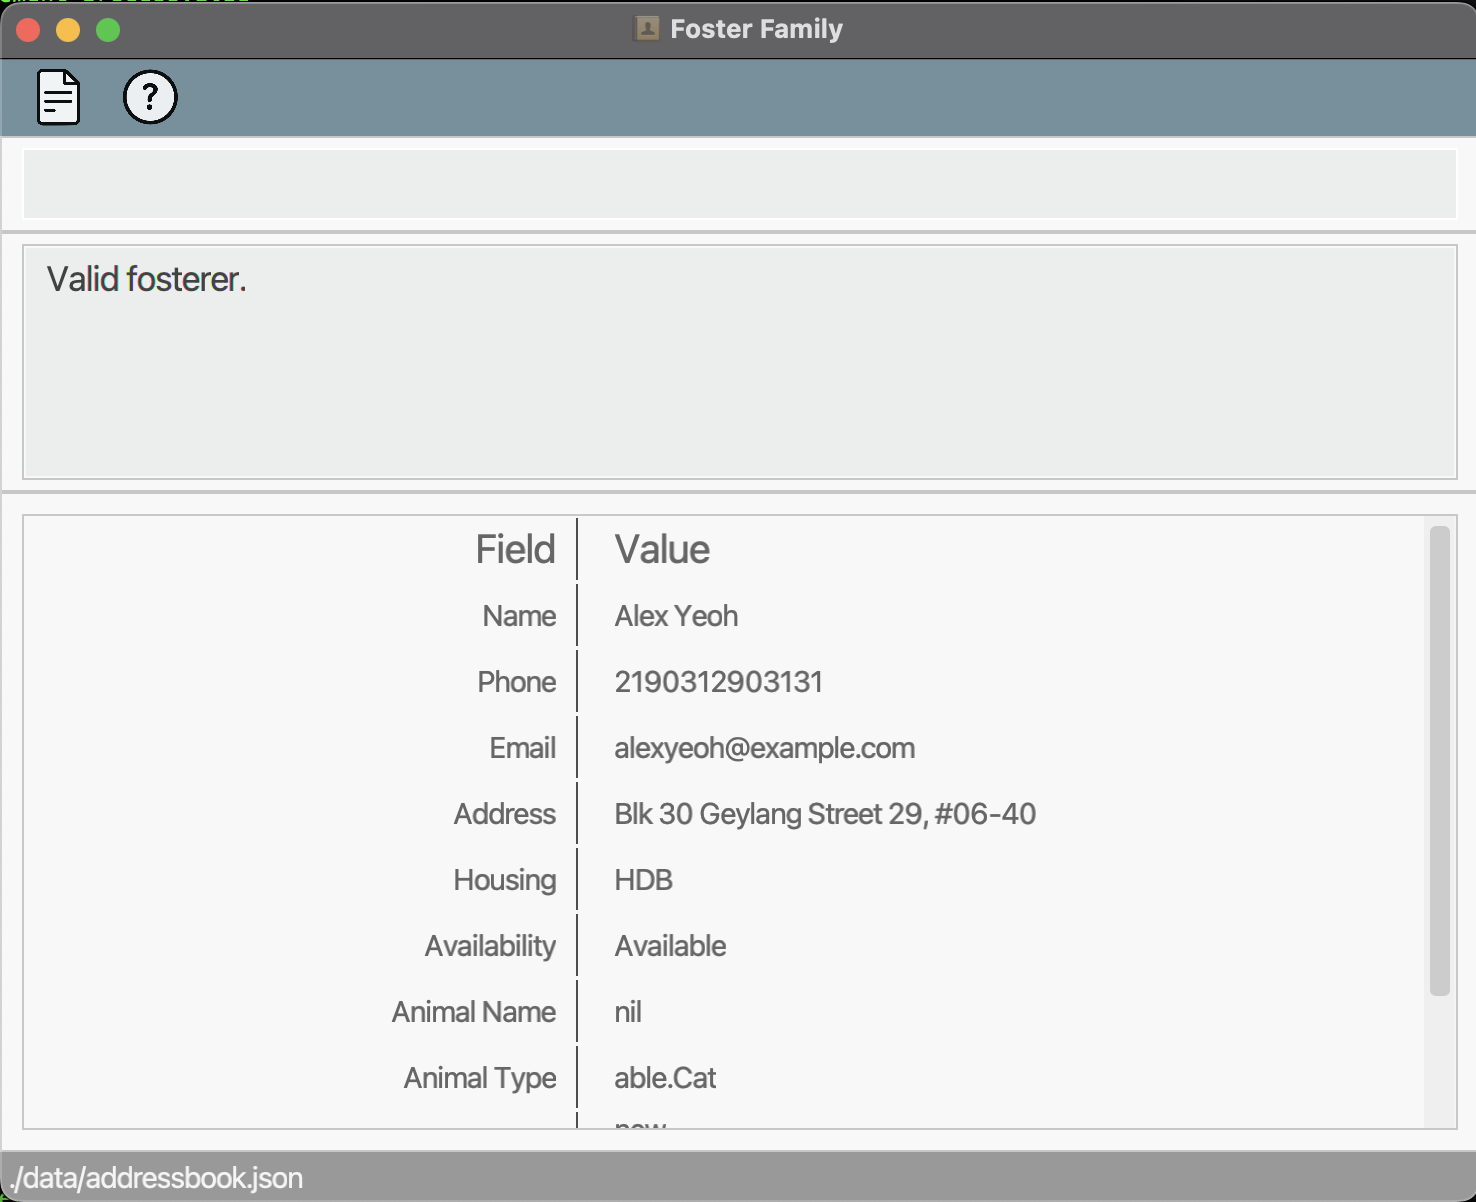 Foster Family
?
Valid fosterer.
Field Value
Name Alex Yeoh
Phone 2190312903131
Email alexyeoh@example.com
Address Blk 30 Geylang Street 29, #06-40
Housing HDB
Availability Available
Animal Name nil
Animal Type able.Cat
new
./data/addressbook.json